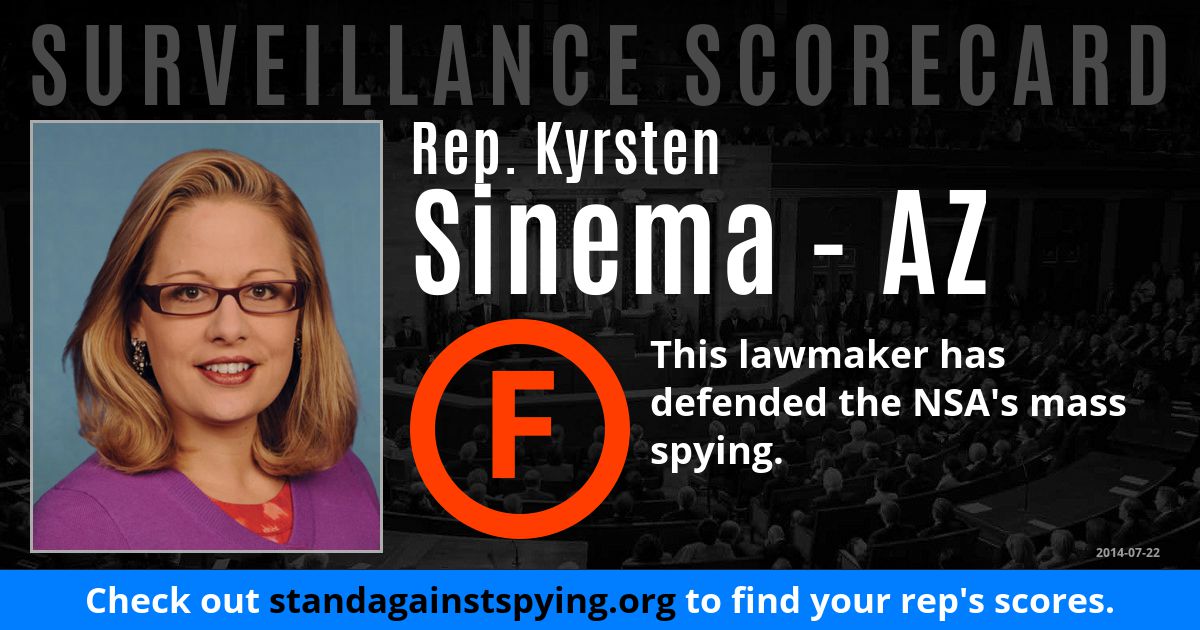 SURVEILLANCE SCORECARD
Rep. Kyrsten
Sinema - AZ
F
This lawmaker has
defended the NSA's mass
spying.
2014-07-22
Check out standagainstspying.org to find your rep's scores.